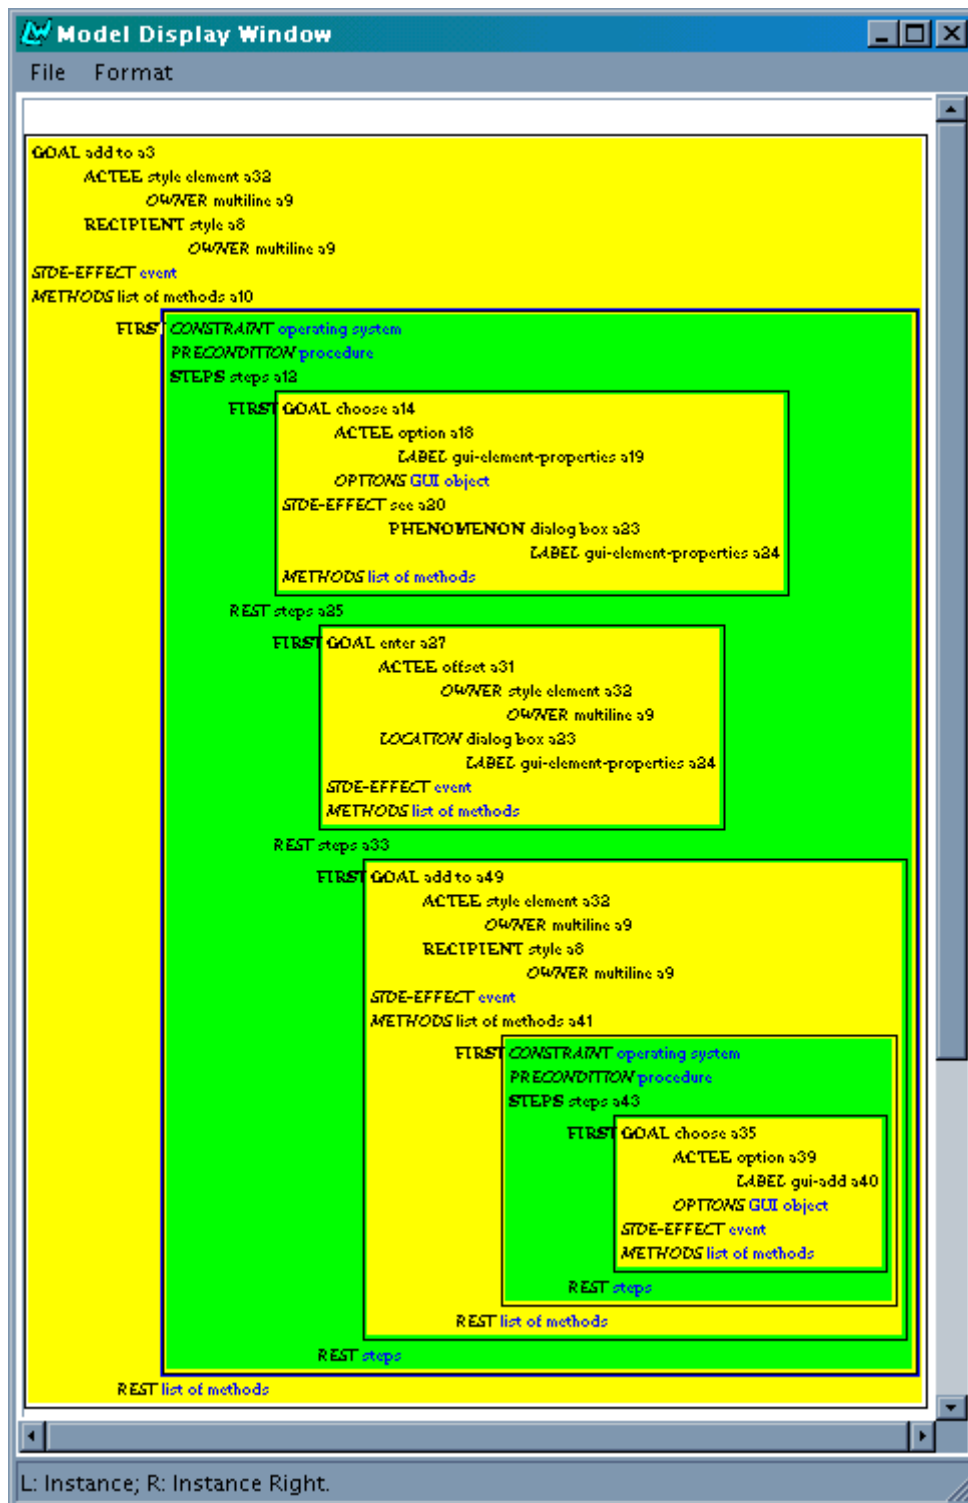 Model Display Window
File Format
GOAL add to a3
ACTEE style element a32
OWNER multiline a9
RECIPIENT style a8
OWNER multiline a9
SIDE-EFFECT event
METHODS list of methods a10
FIRST CONSTRAINT operating system
PRECONDITION procedure
STEPS steps a12
FIRST GOAL choose a14
ACTEE option a18
LABEL gui-element-properties a19
OPTIONS GUI object
SIDE-EFFECT see a20
PHENOMENON dialog box a23
LABEL gui-element-properties a24
METHODS list of methods
REST steps a25
FIRST GOAL enter a27
ACTEE offset a31
OWNER style element a32
OWNER multiline a9
LOCATION dialog box a23
LABEL gui-element-properties a24
SIDE-EFFECT event
METHODS list of methods
REST steps a33
FIRST GOAL add to a49
ACTEE style element a32
OWNER multiline a9
RECIPIENT style a8
OWNER multiline a9
SIDE-EFFECT event
METHODS list of methods a41
FIRST CONSTRAINT operating system
PRECONDITION procedure
STEPS steps a43
FIRST GOAL choose a35
ACTEE option a39
LABEL gui-add a40
OPTIONS GUI object
SIDE-EFFECT event
METHODS list of methods
REST steps
REST list of methods
REST steps
REST list of methods
L: Instance; R: Instance Right.